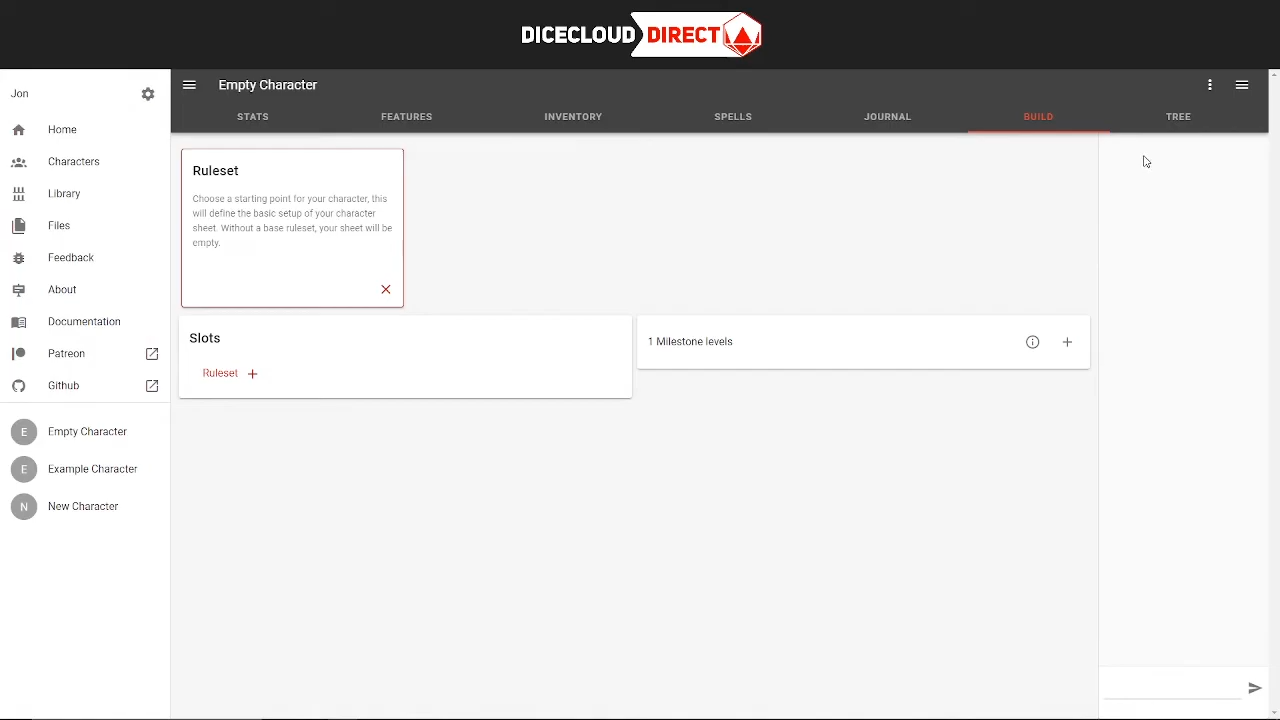 DICECLOUD DIRECT
Jon
Home
Characters
Library
Files
Feedback
About
Documentation
Patreon
Github
E Empty Character
E Example Character
N New Character
Empty Character
STATS FEATURES INVENTORY SPELLS JOURNAL BUILD TREE
Ruleset
Choose a starting point for your character, this
will define the basic setup of your character
sheet. Without a base ruleset, your sheet will be
empty.
Slots
Ruleset +
1 Milestone levels